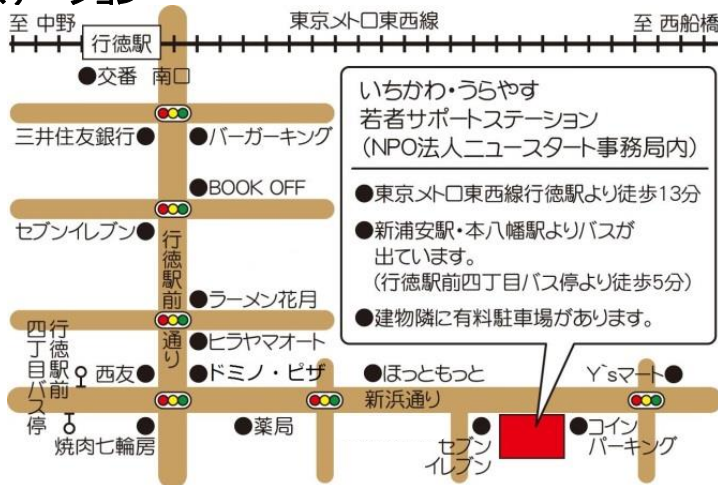 ステーション
至 中野
東京メトロ東西線
至 西船橋
行徳駅
●交番 南口
三井住友銀行●
●バーガーキング
●BOOK OFF
セブンイレブン●
行徳駅前通り
●ラーメン花月
●ヒラヤマオート
行徳駅前
四丁目バス停
西友●
●ドミノ・ピザ
●ほっともっと
Y`sマート●
新浜通り
焼肉七輪房
●薬局
セブン
イレブン
●コイン
パーキング
いちかわ・うらやす
若者サポートステーション
（NPO法人ニュースタート事務局内）
●東京メトロ東西線行徳駅より徒歩13分
●新浦安駅・本八幡駅よりバスが
出ています。
（行徳駅前四丁目バス停より徒歩5分）
●建物隣に有料駐車場があります。